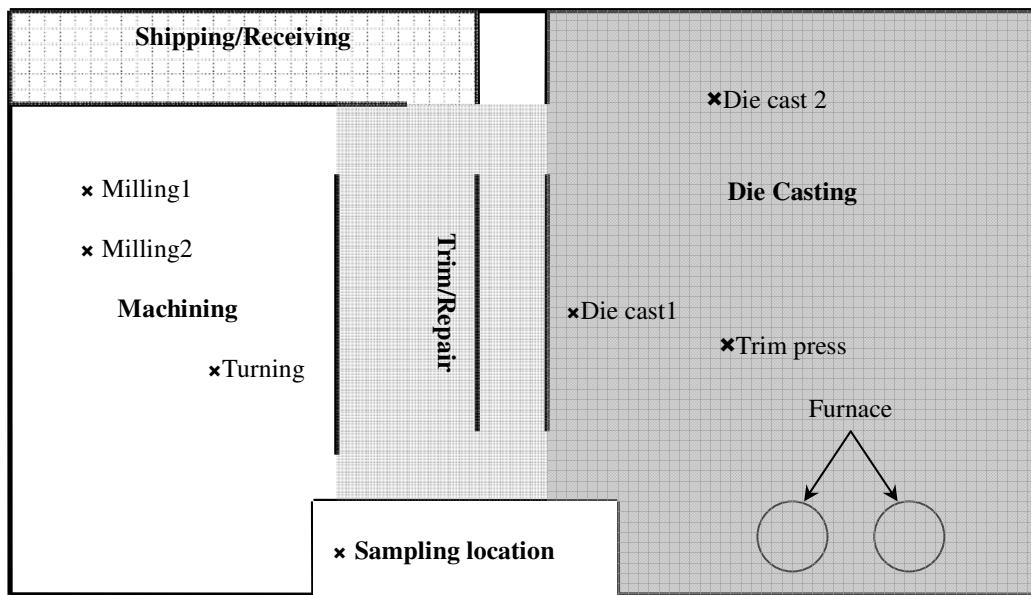 Shipping/Receiving
Die cast 2
Milling1
Die Casting
Milling2
Trim/Repair
Machining
Die cast1
Trim press
Turning
Furnace
Sampling location